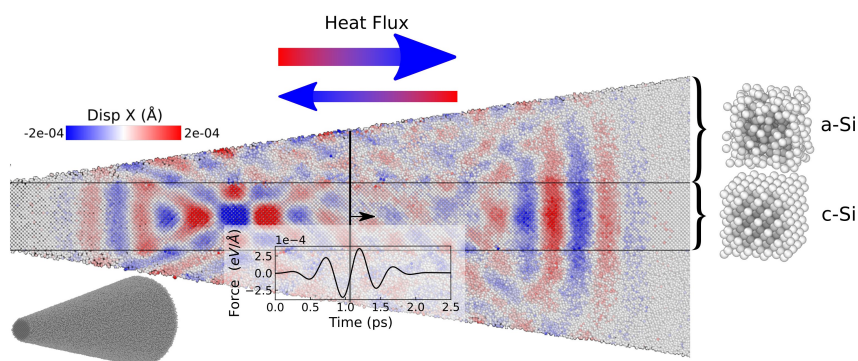 Heat Flux
Disp X (Å)
-2e-04
2e-04
a-Si
c-Si
1e−4
Force (eV/Å)
2.5
0.0
−2.5
0.0 0.5 1.0 1.5 2.0 2.5
Time (ps)